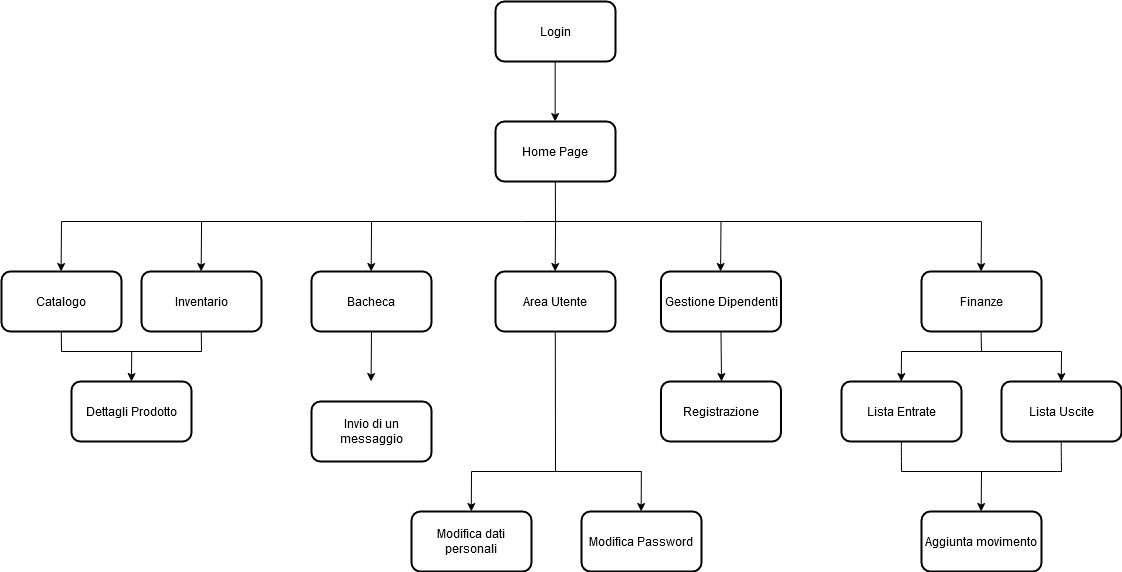 Login
Home Page
Catalogo
Inventario
Bacheca
Area Utente
Gestione Dipendenti
Finanze
Dettagli Prodotto
Invio di un
messaggio
Registrazione
Lista Entrate
Lista Uscite
Modifica dati
personali
Modifica Password
Aggiunta movimento